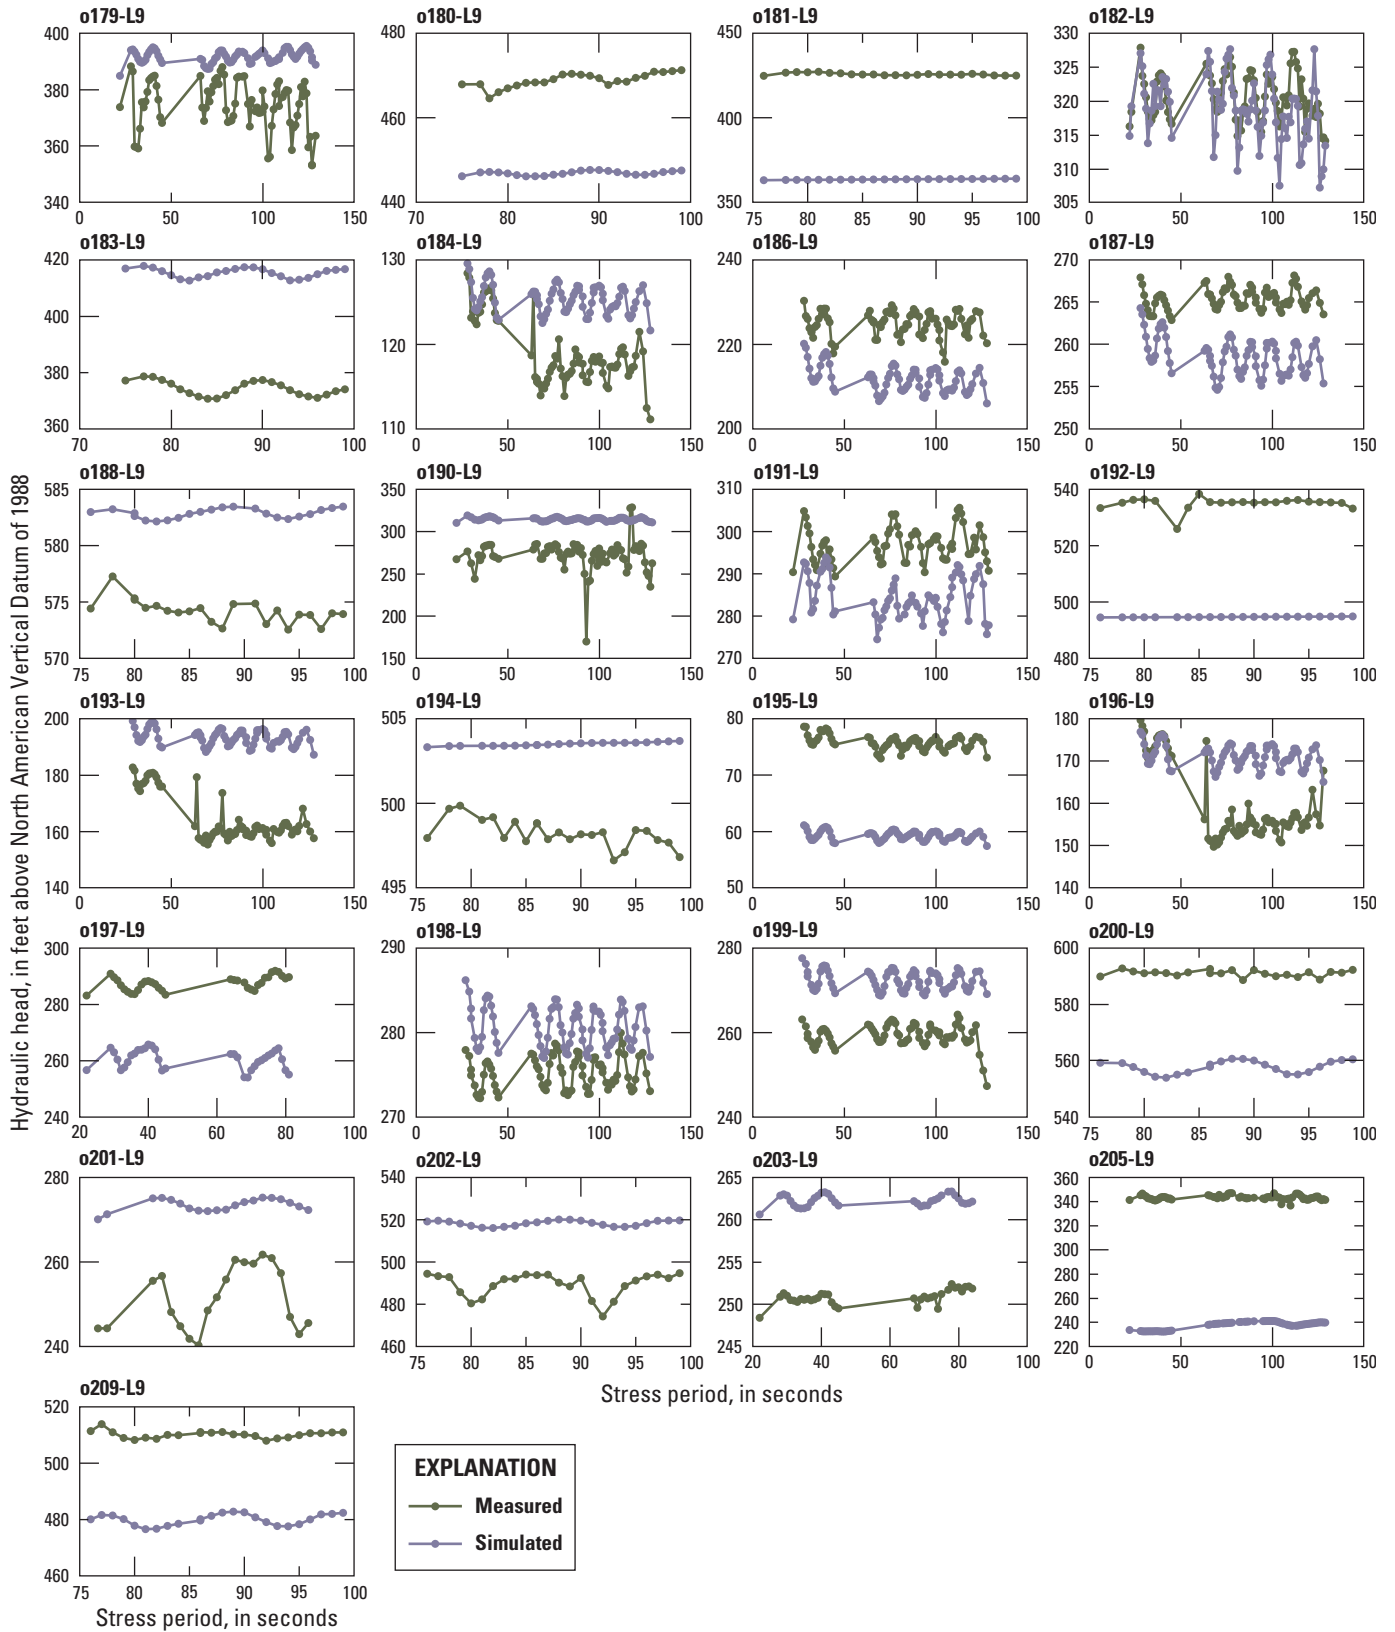 Hydraulic head, in feet above North American Vertical Datum of 1988
o179-L9
400
380
360
340
0 50 100 150
o180-L9
480
460
440
70 80 90 100
o181-L9
450
400
350
76 80 85 90 95 100
o182-L9
330
325
320
315
310
305
0 50 100 150
o183-L9
420
400
380
360
70 80 90 100
o184-L9
130
120
110
0 50 100 150
o186-L9
240
220
200
0 50 100 150
o187-L9
270
265
260
255
250
0 50 100 150
o188-L9
585
580
575
570
75 80 85 90 95 100
o190-L9
350
300
250
200
150
0 50 100 150
o191-L9
310
300
290
280
270
0 50 100 150
o192-L9
540
520
500
480
75 80 85 90 95 100
o193-L9
200
180
160
140
0 50 100 150
o194-L9
505
500
495
75 80 85 90 95 100
o195-L9
80
70
60
50
0 50 100 150
o196-L9
180
170
160
150
140
0 50 100 150
o197-L9
300
280
260
240
20 40 60 80 100
o198-L9
290
280
270
0 50 100 150
o199-L9
280
260
240
0 50 100 150
o200-L9
600
580
560
540
75 80 85 90 95 100
o201-L9
280
260
240
o202-L9
540
520
500
480
460
75 80 85 90 95 100
o203-L9
265
260
255
250
245
20 40 60 80 100
o205-L9
360
340
320
300
280
260
240
220
0 50 100 150
o209-L9
520
500
480
460
75 80 85 90 95 100
Stress period, in seconds
Stress period, in seconds
EXPLANATION
Measured
Simulated